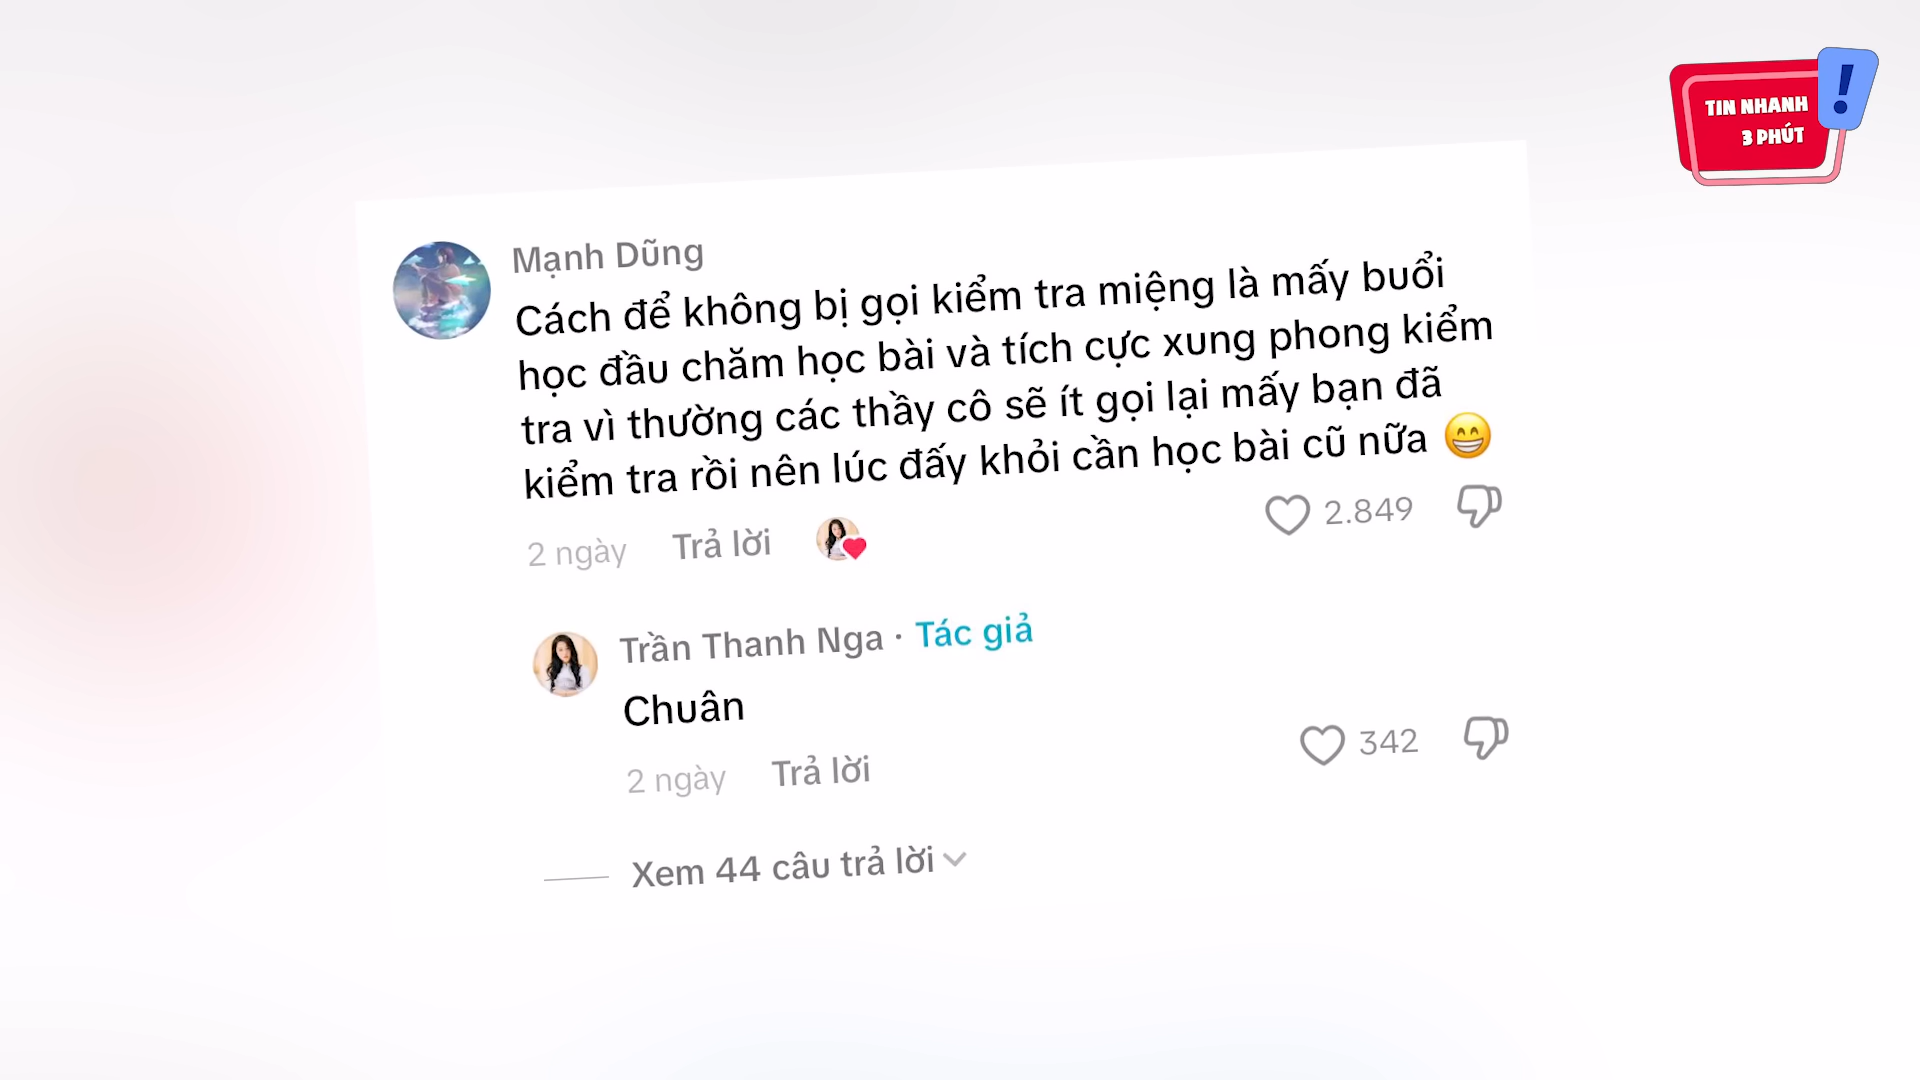 TIN NHANH
3 PHÚT
!
Mạnh Dũng
Cách để không bị gọi kiểm tra miệng là mấy buổi
học đầu chăm học bài và tích cực xung phong kiểm
tra vì thường các thầy cô sẽ ít gọi lại mấy bạn đã
kiểm tra rồi nên lúc đấy khỏi cần học bài cũ nữa 😁
2 ngày Trả lời 2.849
Trần Thanh Nga · Tác giả
Chuân
2 ngày Trả lời 342
Xem 44 câu trả lời